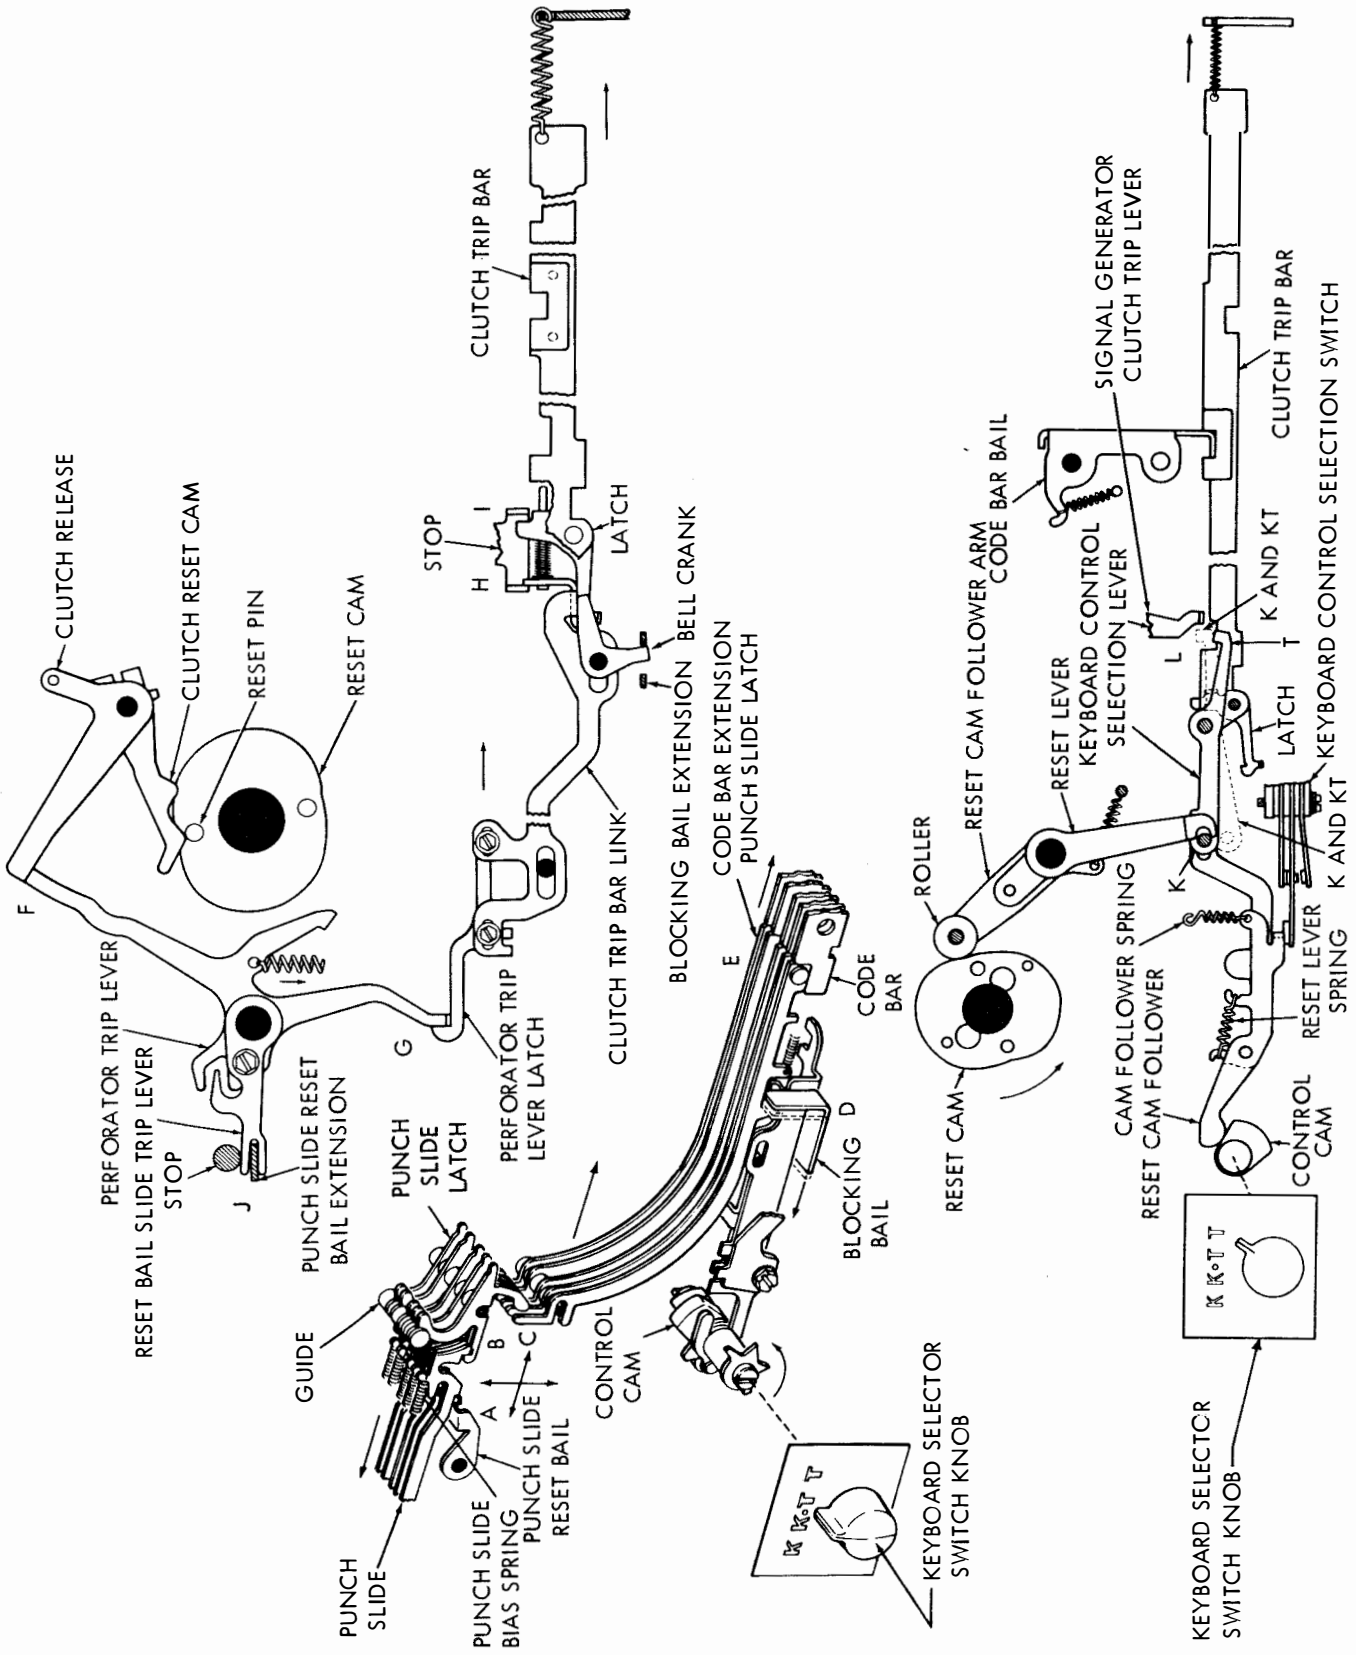 CLUTCH RELEASE
CLUTCH RESET CAM
RESET PIN
RESET CAM
F
PERFORATOR TRIP LEVER
RESET BAIL SLIDE TRIP LEVER
STOP
J
PUNCH SLIDE RESET
BAIL EXTENSION
G
PERFORATOR TRIP
LEVER LATCH
CLUTCH TRIP BAR LINK
STOP
H
I
CLUTCH TRIP BAR
LATCH
BELL CRANK
BLOCKING BAIL EXTENSION
CODE BAR EXTENSION
PUNCH SLIDE LATCH
E
CODE
BAR
D
BLOCKING
BAIL
PUNCH
SLIDE
LATCH
GUIDE
B
C
A
PUNCH SLIDE
RESET BAIL
PUNCH SLIDE
BIAS SPRING
PUNCH
SLIDE
CONTROL
CAM
K K·T T
KEYBOARD SELECTOR
SWITCH KNOB
SIGNAL GENERATOR
CLUTCH TRIP LEVER
CODE BAR BAIL
CLUTCH TRIP BAR
RESET CAM FOLLOWER ARM
KEYBOARD CONTROL
SELECTION LEVER
RESET LEVER
ROLLER
RESET CAM
L
K AND KT
T
LATCH
KEYBOARD CONTROL SELECTION SWITCH
K
K AND KT
CAM FOLLOWER SPRING
RESET CAM FOLLOWER
RESET LEVER
SPRING
CONTROL
CAM
K K·T T
KEYBOARD SELECTOR
SWITCH KNOB